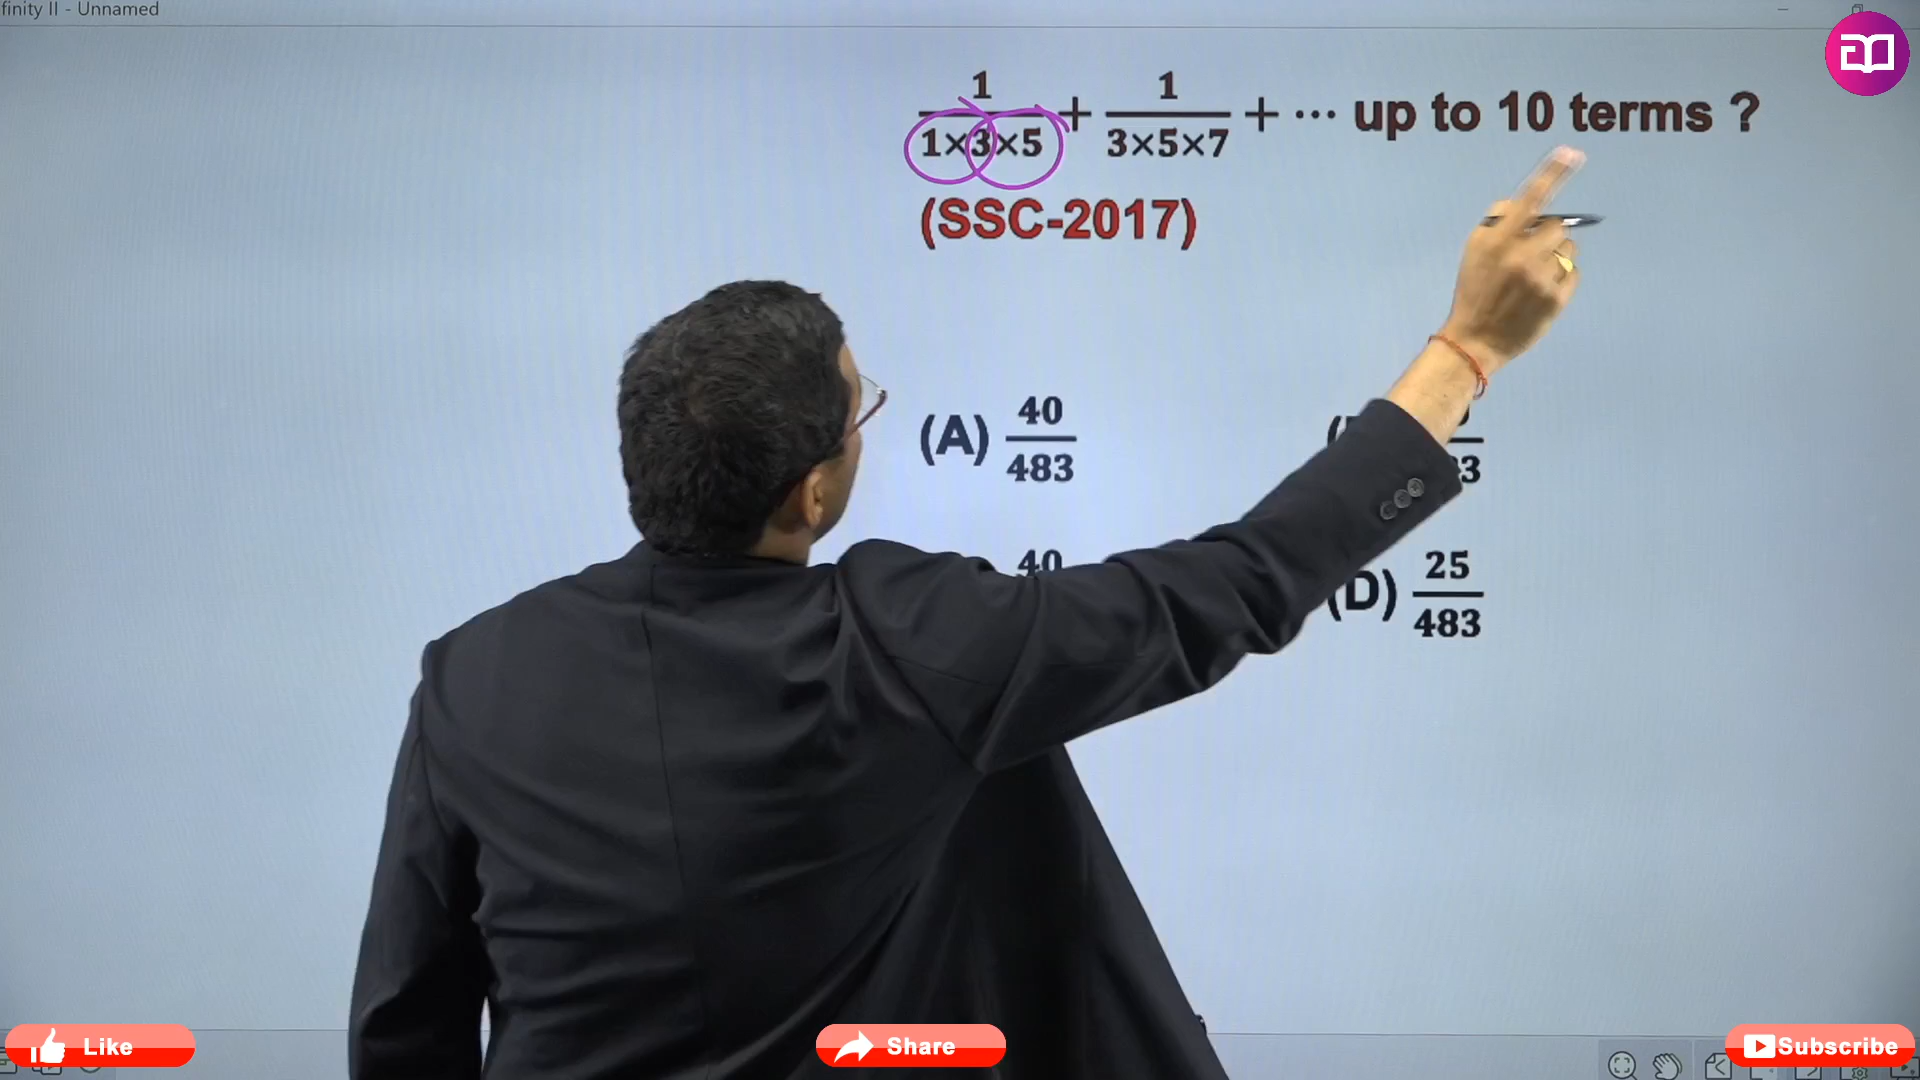 finity II - Unnamed
1/(1×3×5) + 1/(3×5×7) + ··· up to 10 terms ?
(SSC-2017)
(A) 40/483
40
(D) 25/483
Like
Share
Subscribe